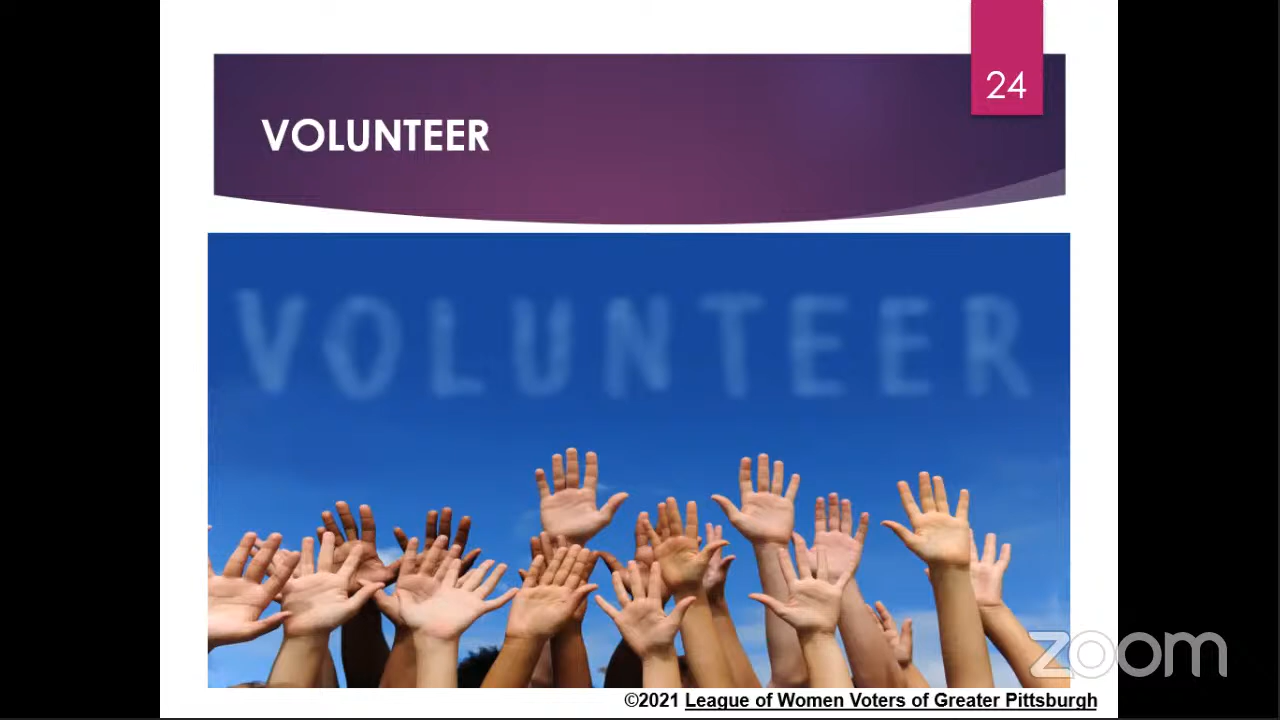 24
VOLUNTEER
VOLUNTEER
©2021 League of Women Voters of Greater Pittsburgh
zoom